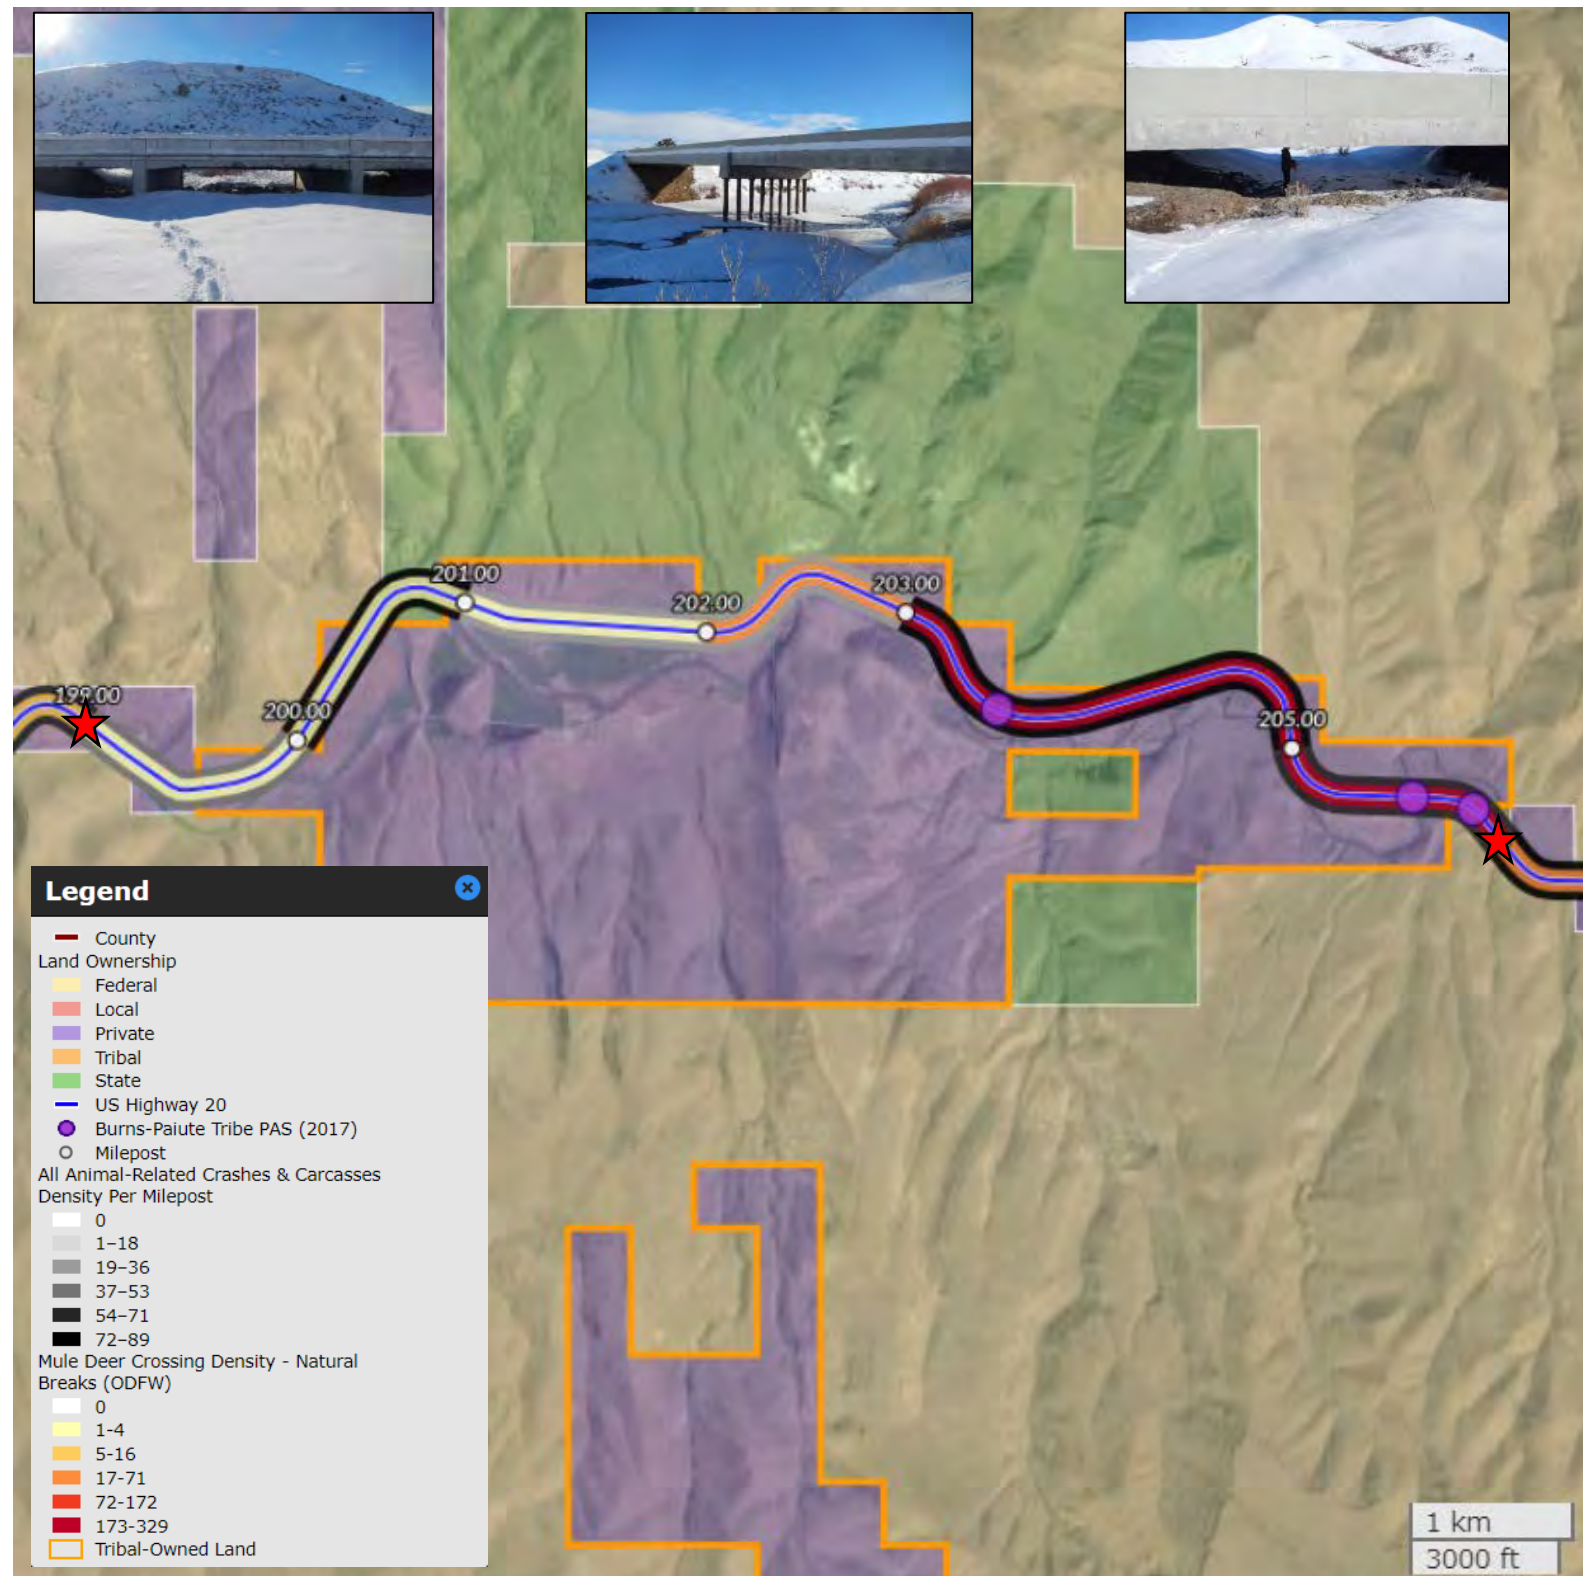 201.00
203.00
202.00
199.00
200.00
205.00
Legend
County
Land Ownership
Federal
Local
Private
Tribal
State
US Highway 20
Burns-Paiute Tribe PAS (2017)
Milepost
All Animal-Related Crashes & Carcasses
Density Per Milepost
0
1–18
19–36
37–53
54–71
72–89
Mule Deer Crossing Density - Natural
Breaks (ODFW)
0
1-4
5-16
17-71
72-172
173-329
Tribal-Owned Land
1 km
3000 ft